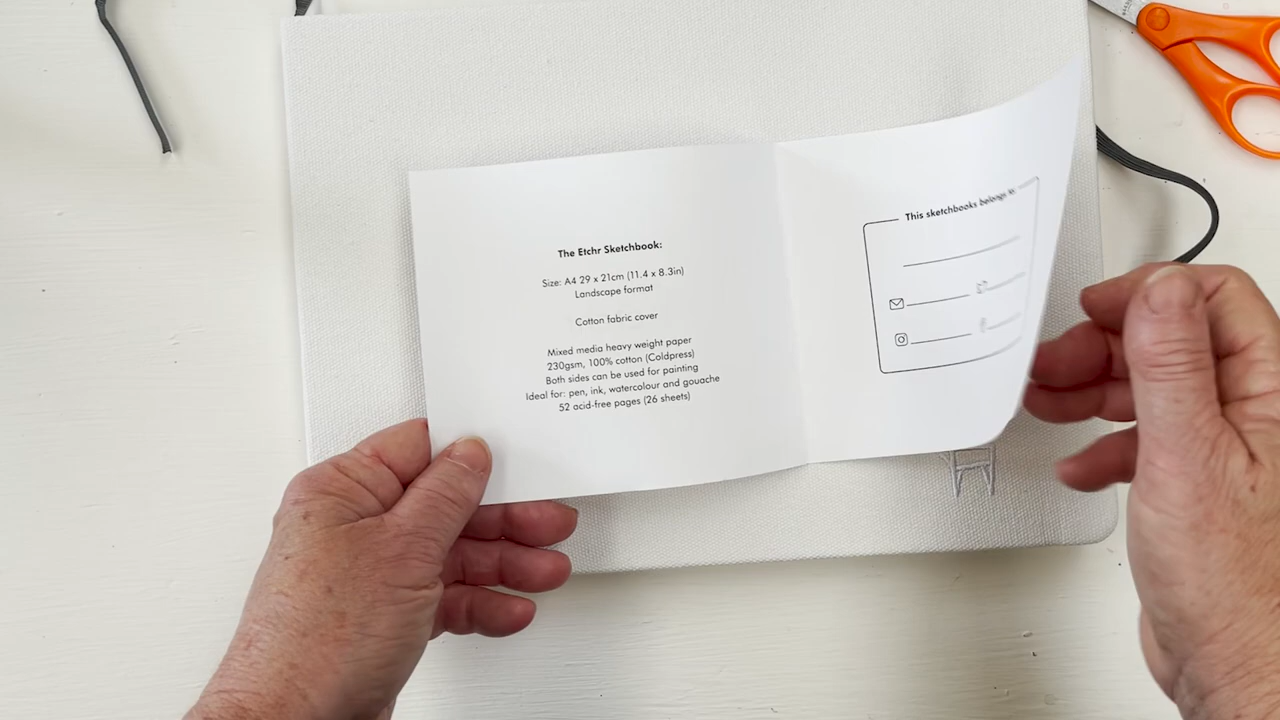 The Etchr Sketchbook:
Size: A4 29 x 21cm (11.4 x 8.3in)
Landscape format
Cotton fabric cover
Mixed media heavy weight paper
230gsm, 100% cotton (Coldpress)
Both sides can be used for painting
Ideal for: pen, ink, watercolour and gouache
52 acid-free pages (26 sheets)
This sketchbooks belongs to: